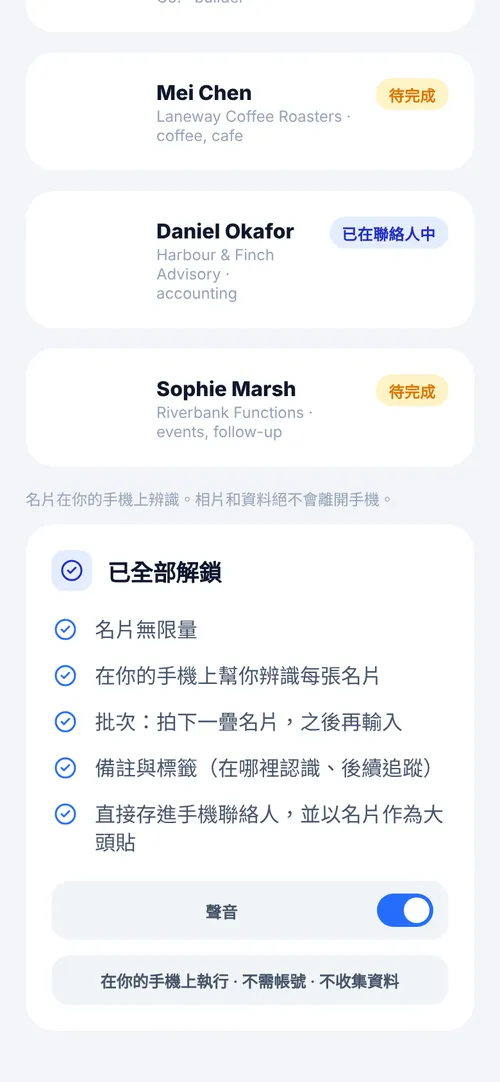 Mei Chen
待完成
Laneway Coffee Roasters ·
coffee, cafe
Daniel Okafor
已在聯絡人中
Harbour & Finch
Advisory ·
accounting
Sophie Marsh
待完成
Riverbank Functions ·
events, follow-up
名片在你的手機上辨識。相片和資料絕不會離開手機。
已全部解鎖
名片無限量
在你的手機上幫你辨識每張名片
批次：拍下一疊名片，之後再輸入
備註與標籤（在哪裡認識、後續追蹤）
直接存進手機聯絡人，並以名片作為大
頭貼
聲音
在你的手機上執行 · 不需帳號 · 不收集資料